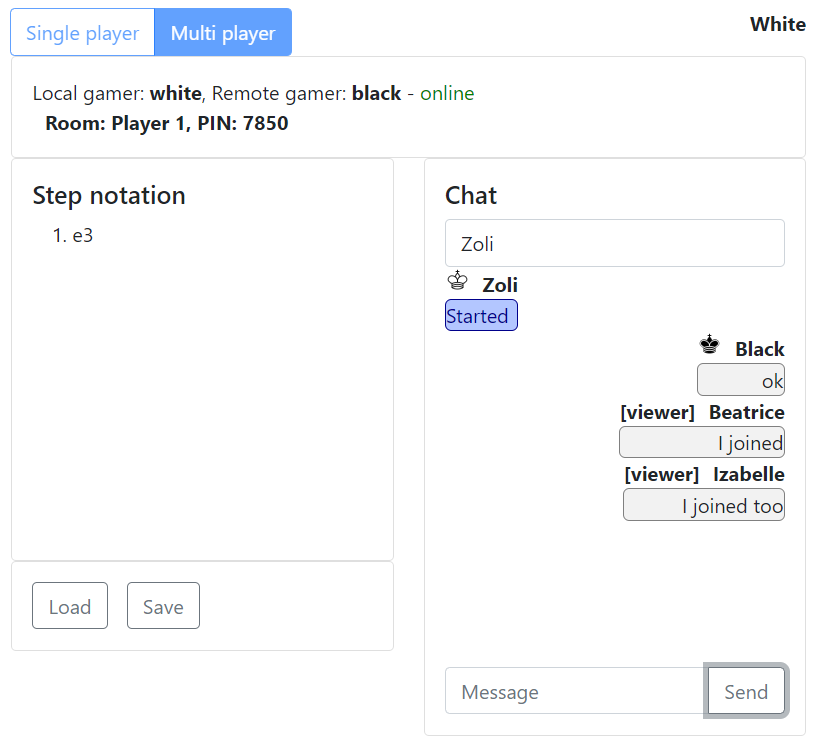 Single player Multi player White
Local gamer: white, Remote gamer: black - online
Room: Player 1, PIN: 7850
Step notation
1. e3
Load Save
Chat
Zoli
♔ Zoli
Started
♚ Black
ok
[viewer] Beatrice
I joined
[viewer] Izabelle
I joined too
Message Send